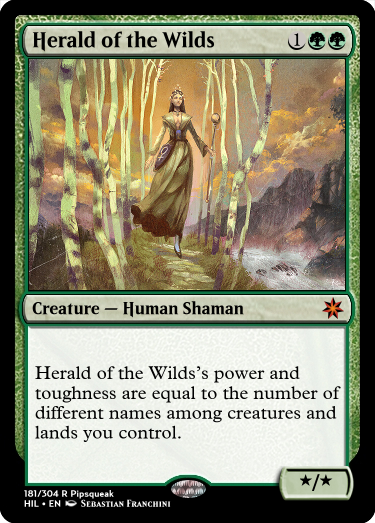 Herald of the Wilds 1
Creature — Human Shaman
Herald of the Wilds's power and
toughness are equal to the number of
different names among creatures and
lands you control.
181/304 R Pipsqueak
HIL • EN Sebastian Franchini
★/★